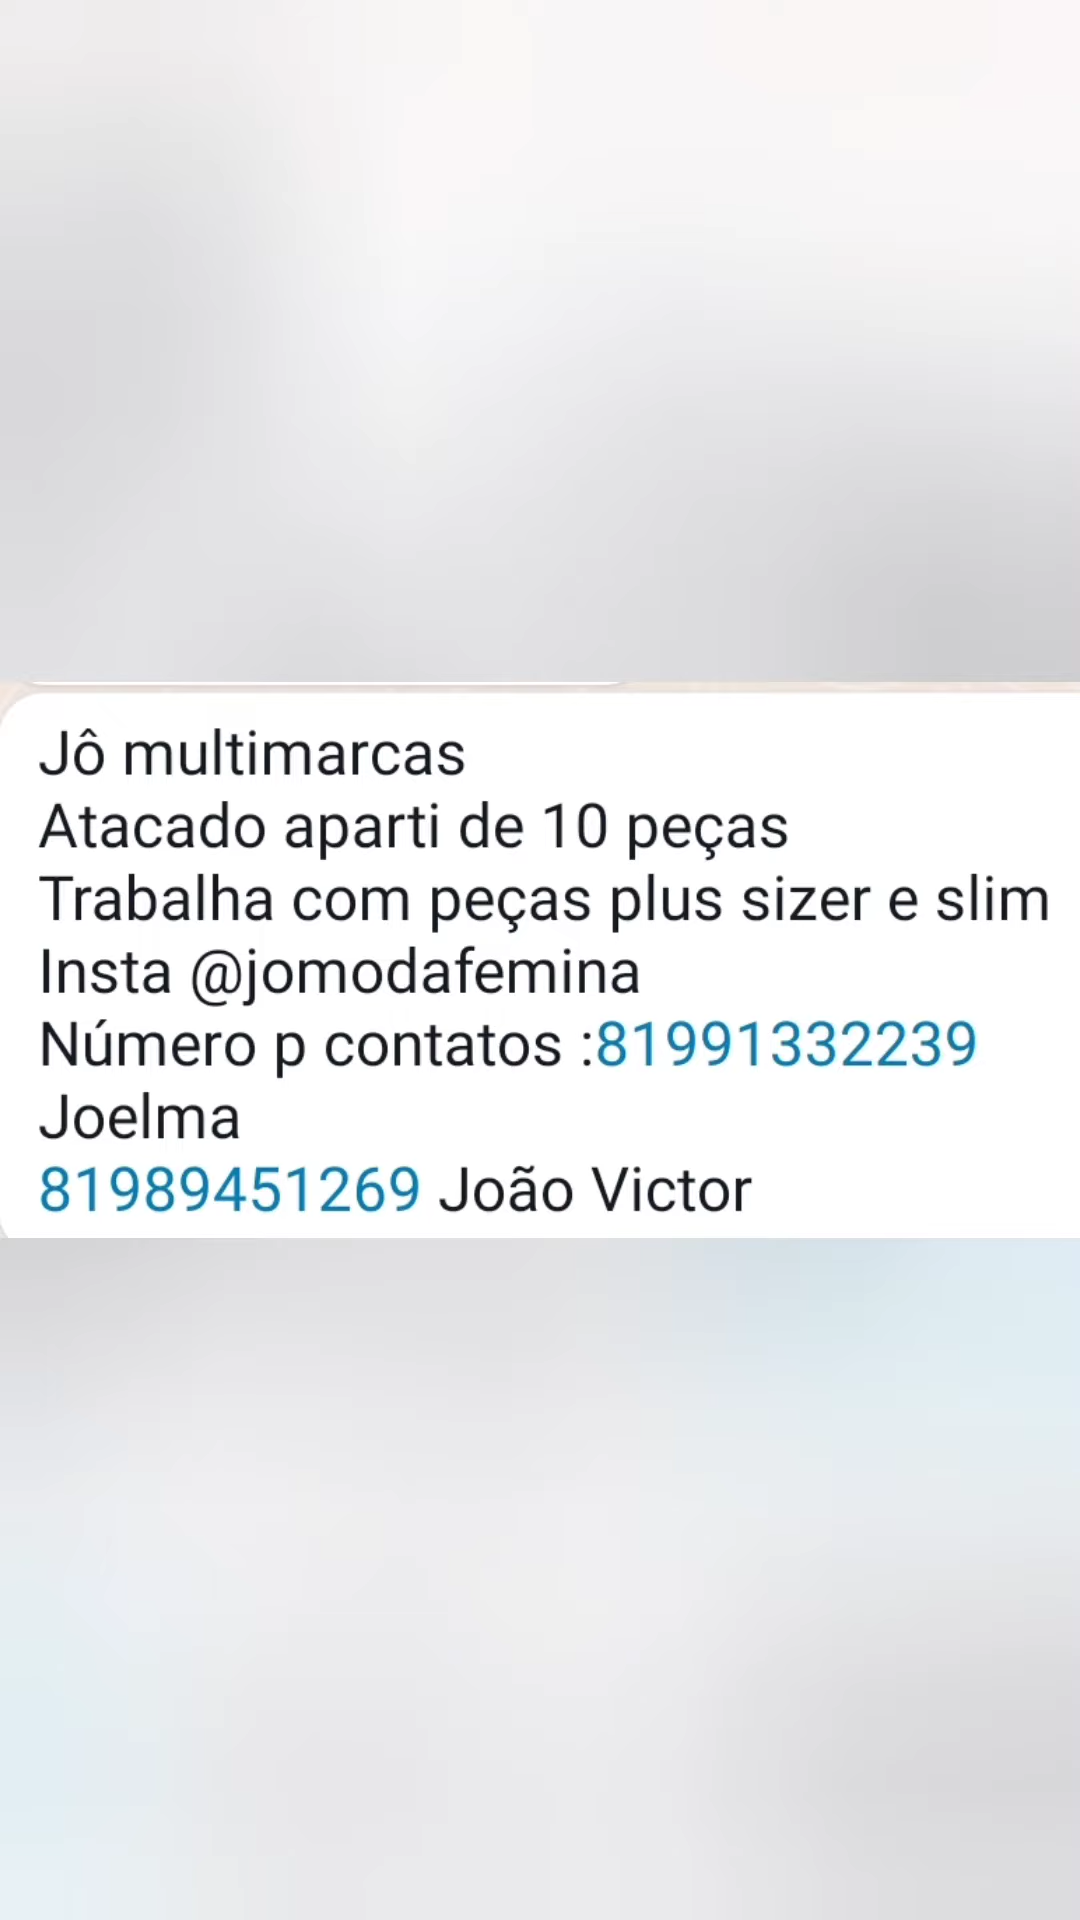 Jô multimarcas
Atacado aparti de 10 peças
Trabalha com peças plus sizer e slim
Insta @jomodafemina
Número p contatos :81991332239
Joelma
81989451269 João Victor